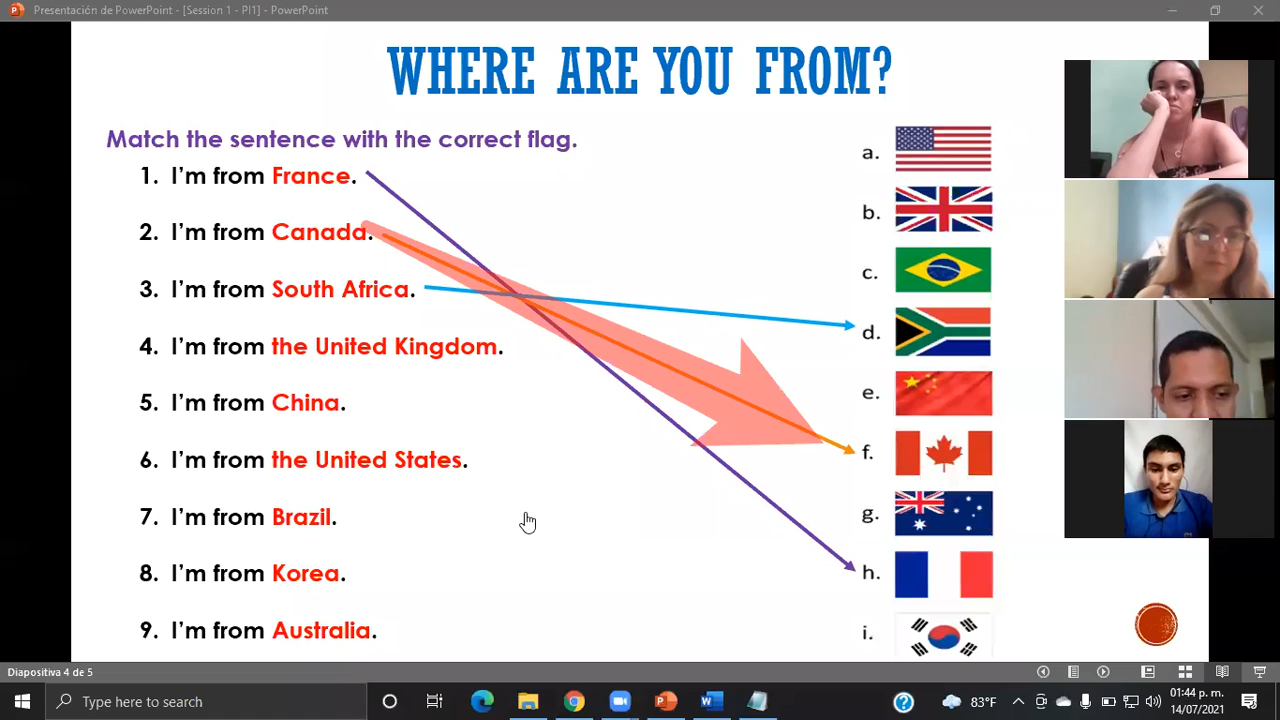 Presentación de PowerPoint - [Session 1 - PI1] - PowerPoint
WHERE ARE YOU FROM?
Match the sentence with the correct flag.
1. I'm from France.
2. I'm from Canada.
3. I'm from South Africa.
4. I'm from the United Kingdom.
5. I'm from China.
6. I'm from the United States.
7. I'm from Brazil.
8. I'm from Korea.
9. I'm from Australia.
a.
b.
c.
d.
e.
f.
g.
h.
i.
Diapositiva 4 de 5
Type here to search
83°F
01:44 p. m.
14/07/2021